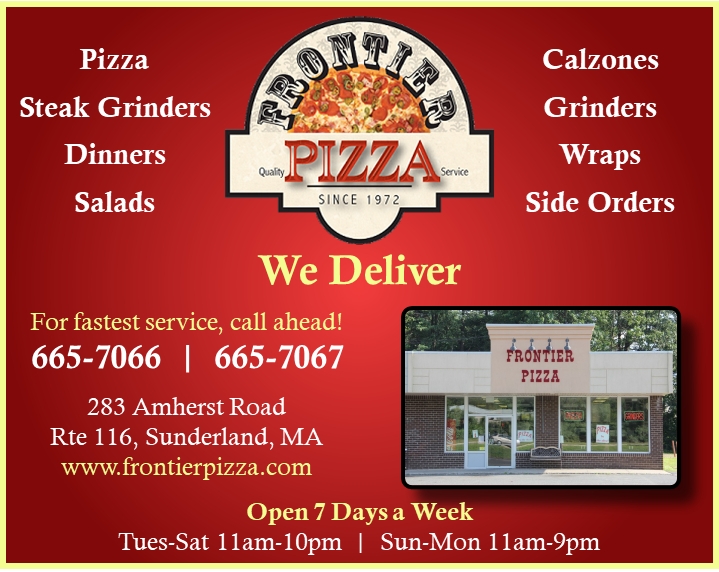 Pizza
Steak Grinders
Dinners
Salads
FRONTIER
Quality PIZZA Service
SINCE 1972
Calzones
Grinders
Wraps
Side Orders
We Deliver
For fastest service, call ahead!
665-7066 | 665-7067
283 Amherst Road
Rte 116, Sunderland, MA
www.frontierpizza.com
FRONTIER
PIZZA
PIZZA
Open 7 Days a Week
Tues-Sat 11am-10pm | Sun-Mon 11am-9pm